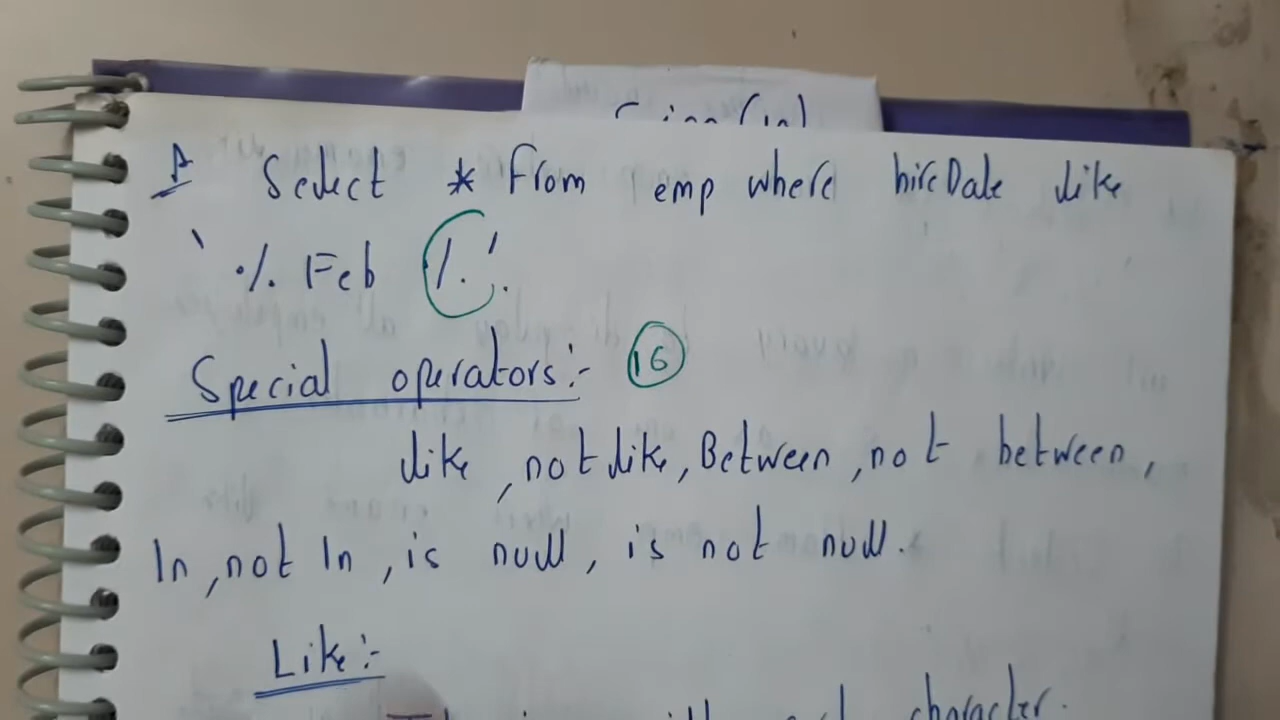 A Select * From emp where hireDate like
'% Feb %'.
Special operators:- 16
like, not like, Between, not between,
In, not In, is null, is not null.
Like:-
character.